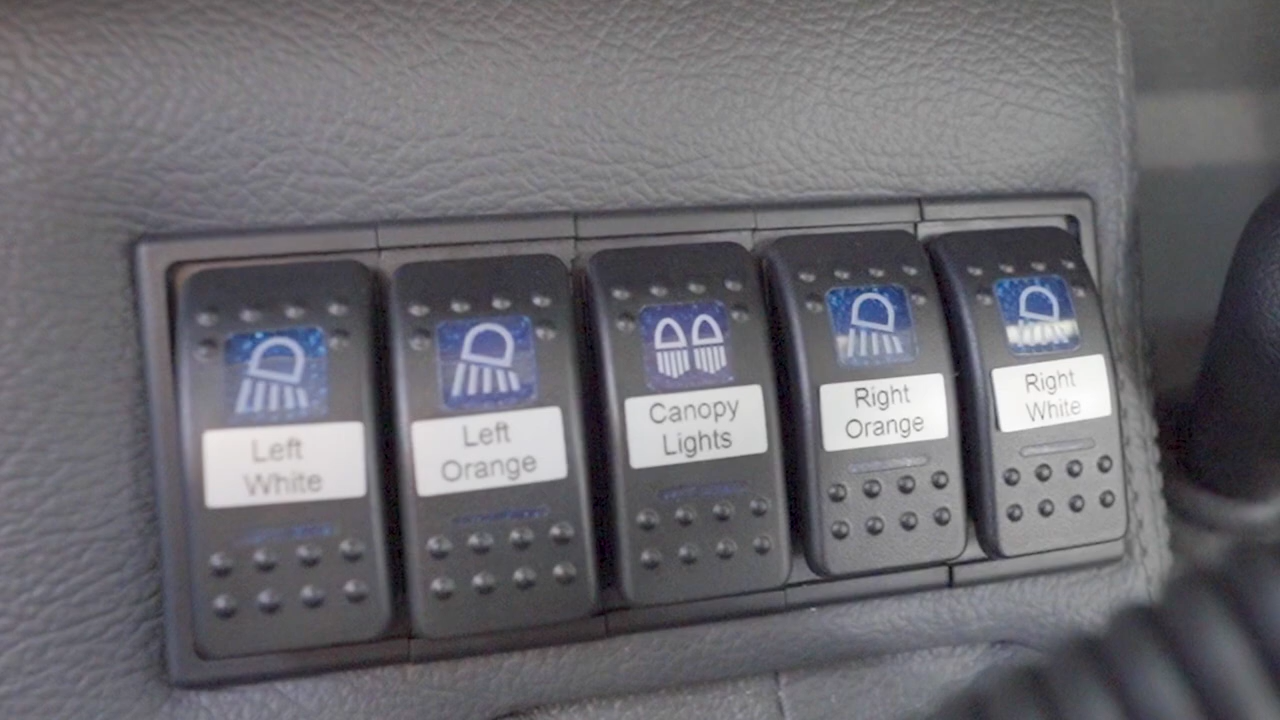 Left
White
Left
Orange
Canopy
Lights
Right
Orange
Right
White